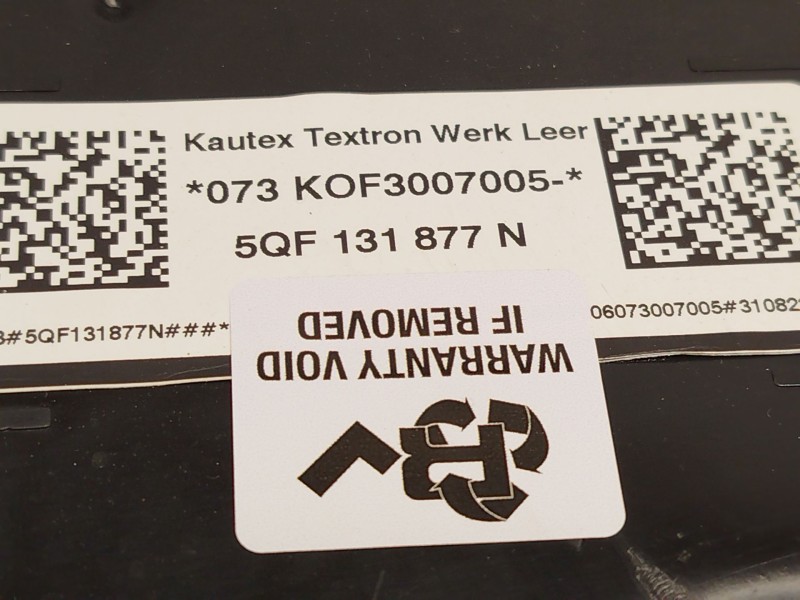 Kautex Textron Werk Leer
*073 KOF3007005-*
5QF 131 877 N
#5QF131877N###*
06073007005#31082
WARRANTY VOID
IF REMOVED